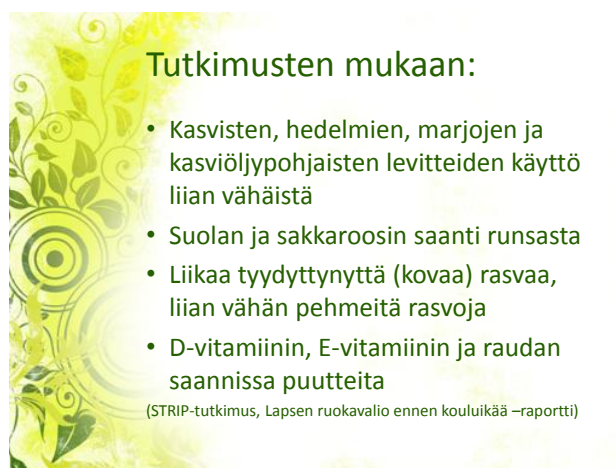 Tutkimusten mukaan:
• Kasvisten, hedelmien, marjojen ja
kasviöljypohjaisten levitteiden käyttö
liian vähäistä
• Suolan ja sakkaroosin saanti runsasta
• Liikaa tyydyttynyttä (kovaa) rasvaa,
liian vähän pehmeitä rasvoja
• D-vitamiinin, E-vitamiinin ja raudan
saannissa puutteita
(STRIP-tutkimus, Lapsen ruokavalio ennen kouluikää –raportti)